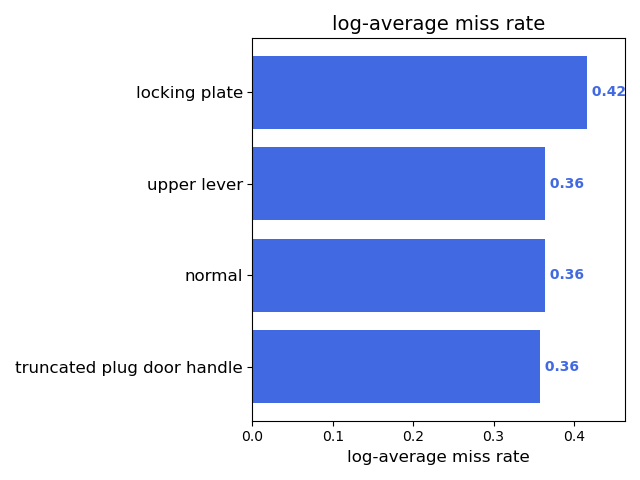 log-average miss rate
locking plate
0.42
upper lever
0.36
normal
0.36
truncated plug door handle
0.36
0.0 0.1 0.2 0.3 0.4
log-average miss rate